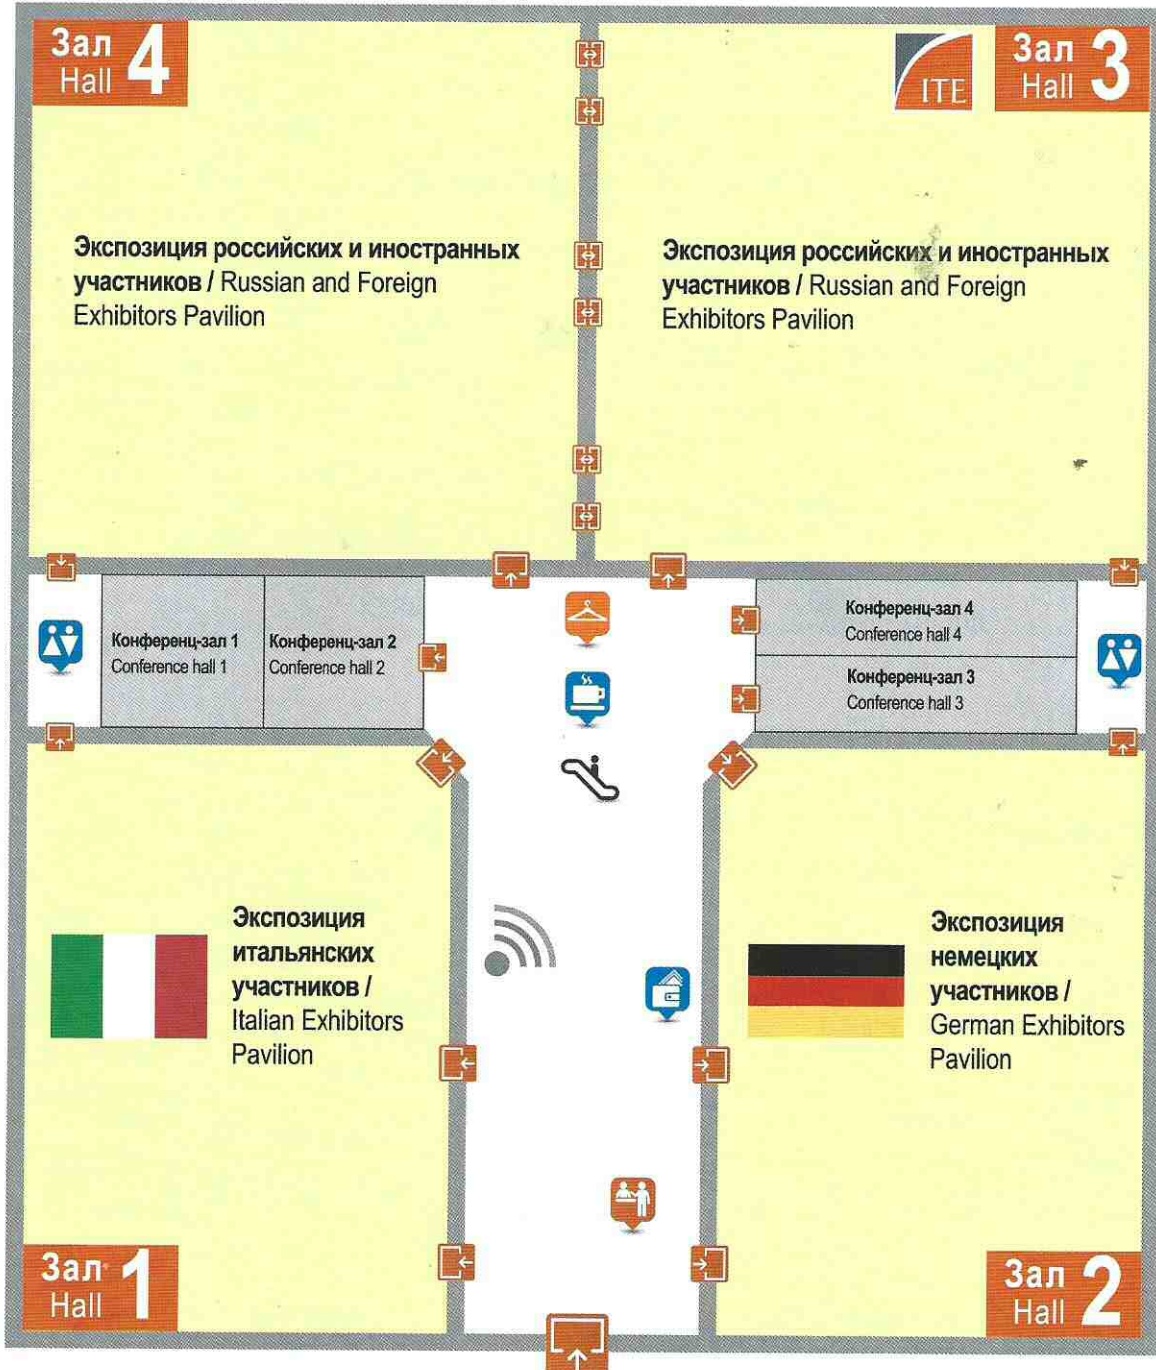 Зал
Hall 4
ITE
Зал
Hall 3
Экспозиция российских и иностранных
участников / Russian and Foreign
Exhibitors Pavilion
Экспозиция российских и иностранных
участников / Russian and Foreign
Exhibitors Pavilion
Конференц-зал 1
Conference hall 1
Конференц-зал 2
Conference hall 2
Конференц-зал 4
Conference hall 4
Конференц-зал 3
Conference hall 3
Экспозиция
итальянских
участников /
Italian Exhibitors
Pavilion
Экспозиция
немецких
участников /
German Exhibitors
Pavilion
Зал
Hall 1
Зал
Hall 2